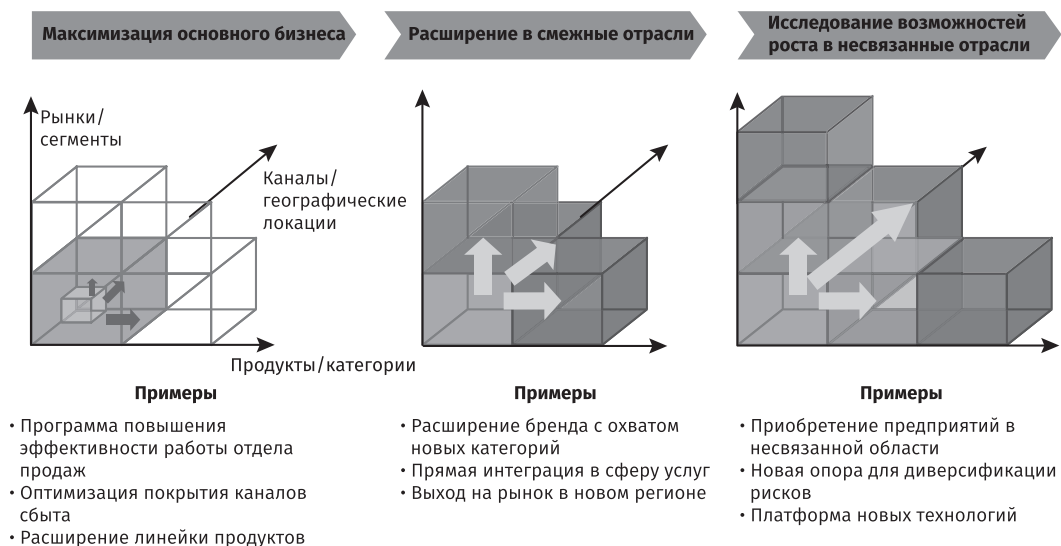 Максимизация основного бизнеса
Расширение в смежные отрасли
Исследование возможностей
роста в несвязанные отрасли
Рынки/
сегменты
Каналы/
географические
локации
Продукты/категории
Примеры
• Программа повышения
эффективности работы отдела
продаж
• Оптимизация покрытия каналов
сбыта
• Расширение линейки продуктов
Примеры
• Расширение бренда с охватом
новых категорий
• Прямая интеграция в сферу услуг
• Выход на рынок в новом регионе
Примеры
• Приобретение предприятий в
несвязанной области
• Новая опора для диверсификации
рисков
• Платформа новых технологий